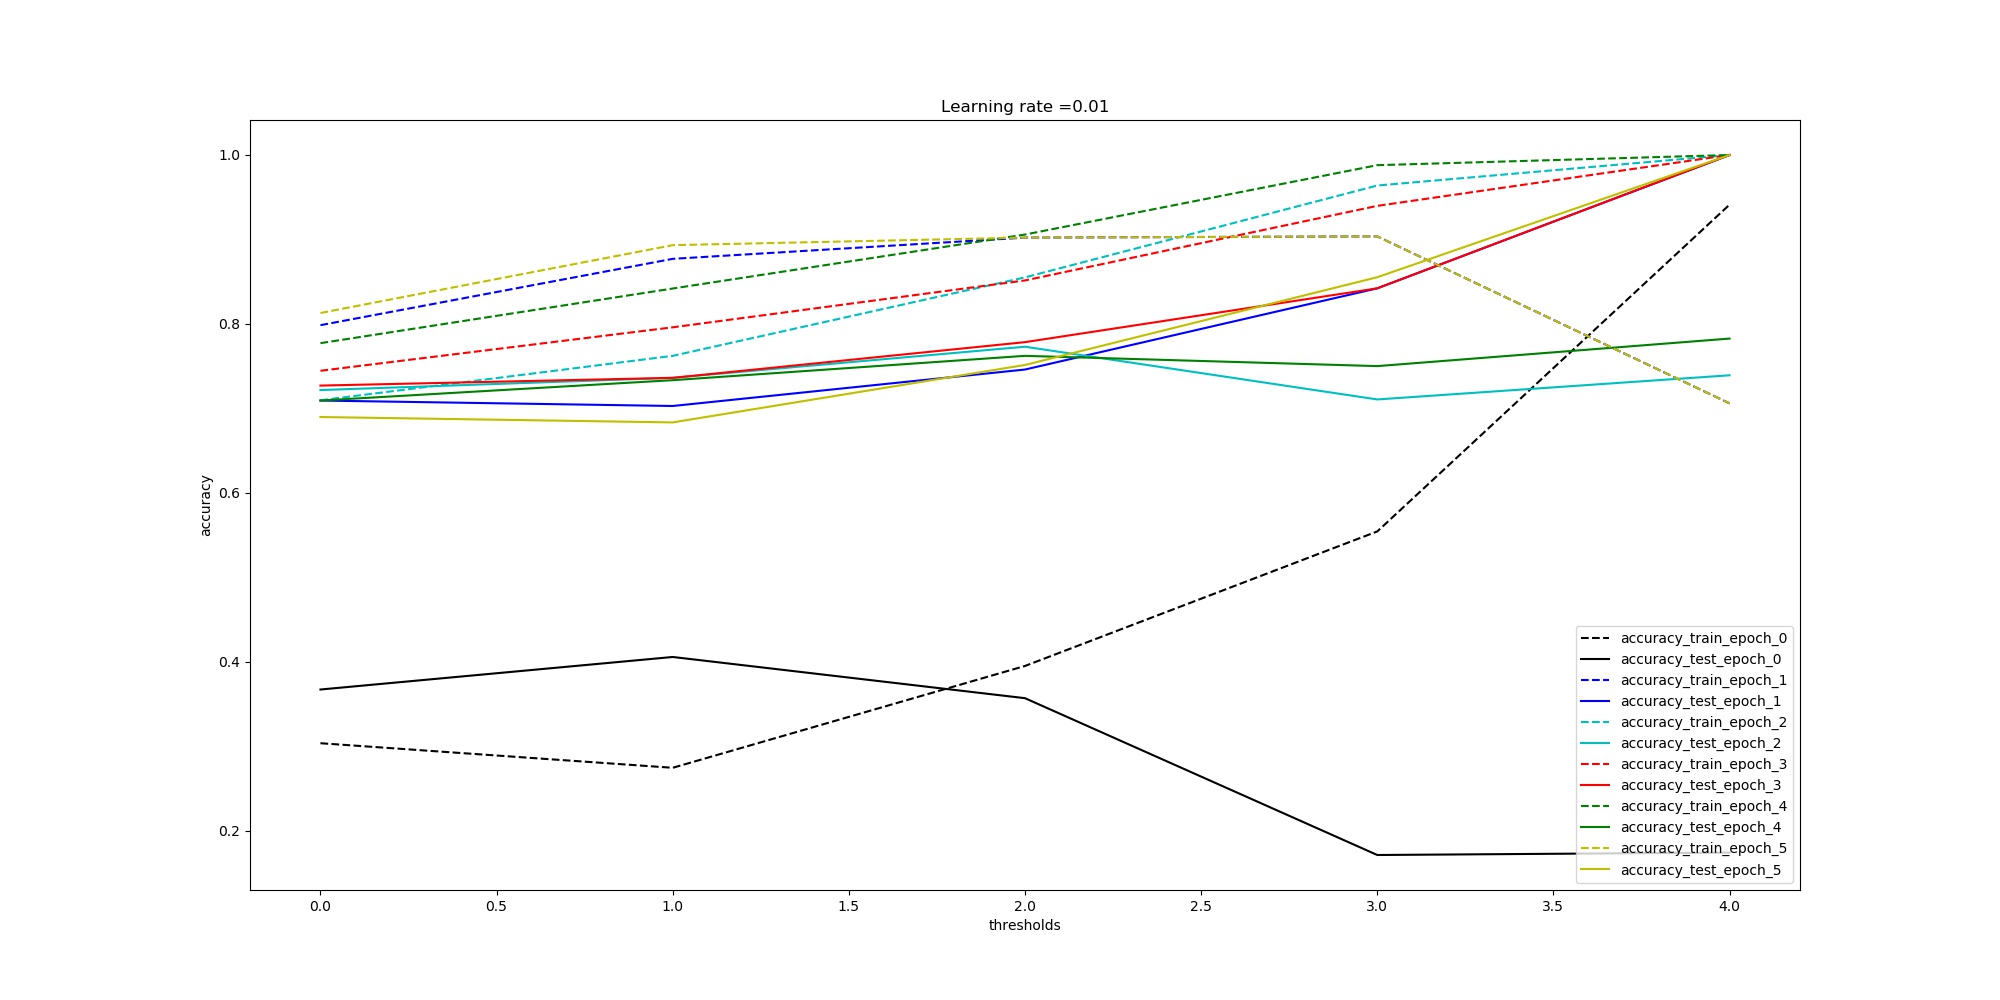 Learning rate =0.01
accuracy
1.0
0.8
0.6
0.4
0.2
accuracy_train_epoch_0
accuracy_test_epoch_0
accuracy_train_epoch_1
accuracy_test_epoch_1
accuracy_train_epoch_2
accuracy_test_epoch_2
accuracy_train_epoch_3
accuracy_test_epoch_3
accuracy_train_epoch_4
accuracy_test_epoch_4
accuracy_train_epoch_5
accuracy_test_epoch_5
0.0 0.5 1.0 1.5 2.0 2.5 3.0 3.5 4.0
thresholds